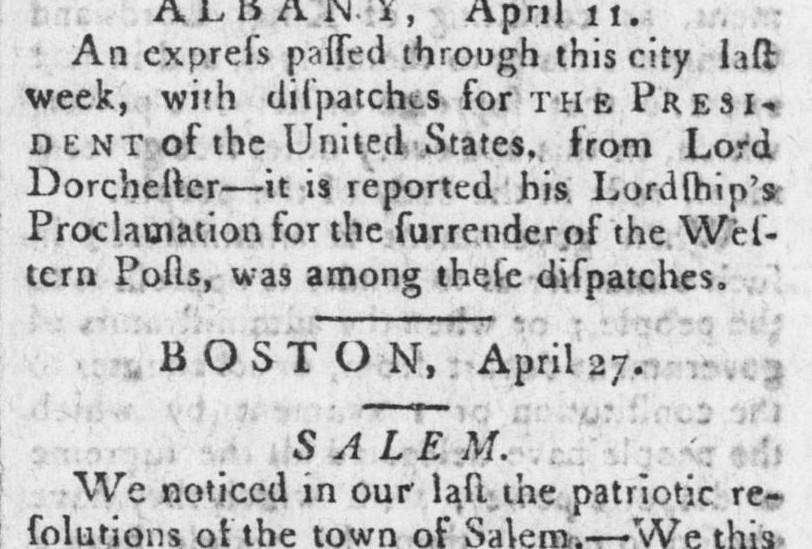 ALBANY, April 11.
An expreſs paſſed through this city laſt
week, with diſpatches for THE PRESI-
DENT of the United States, from Lord
Dorcheſter—it is reported his Lordſhip's
Proclamation for the ſurrender of the Weſ-
tern Poſts, was among theſe diſpatches.
BOSTON, April 27.
SALEM.
We noticed in our laſt the patriotic re-
ſolutions of the town of Salem.—We this